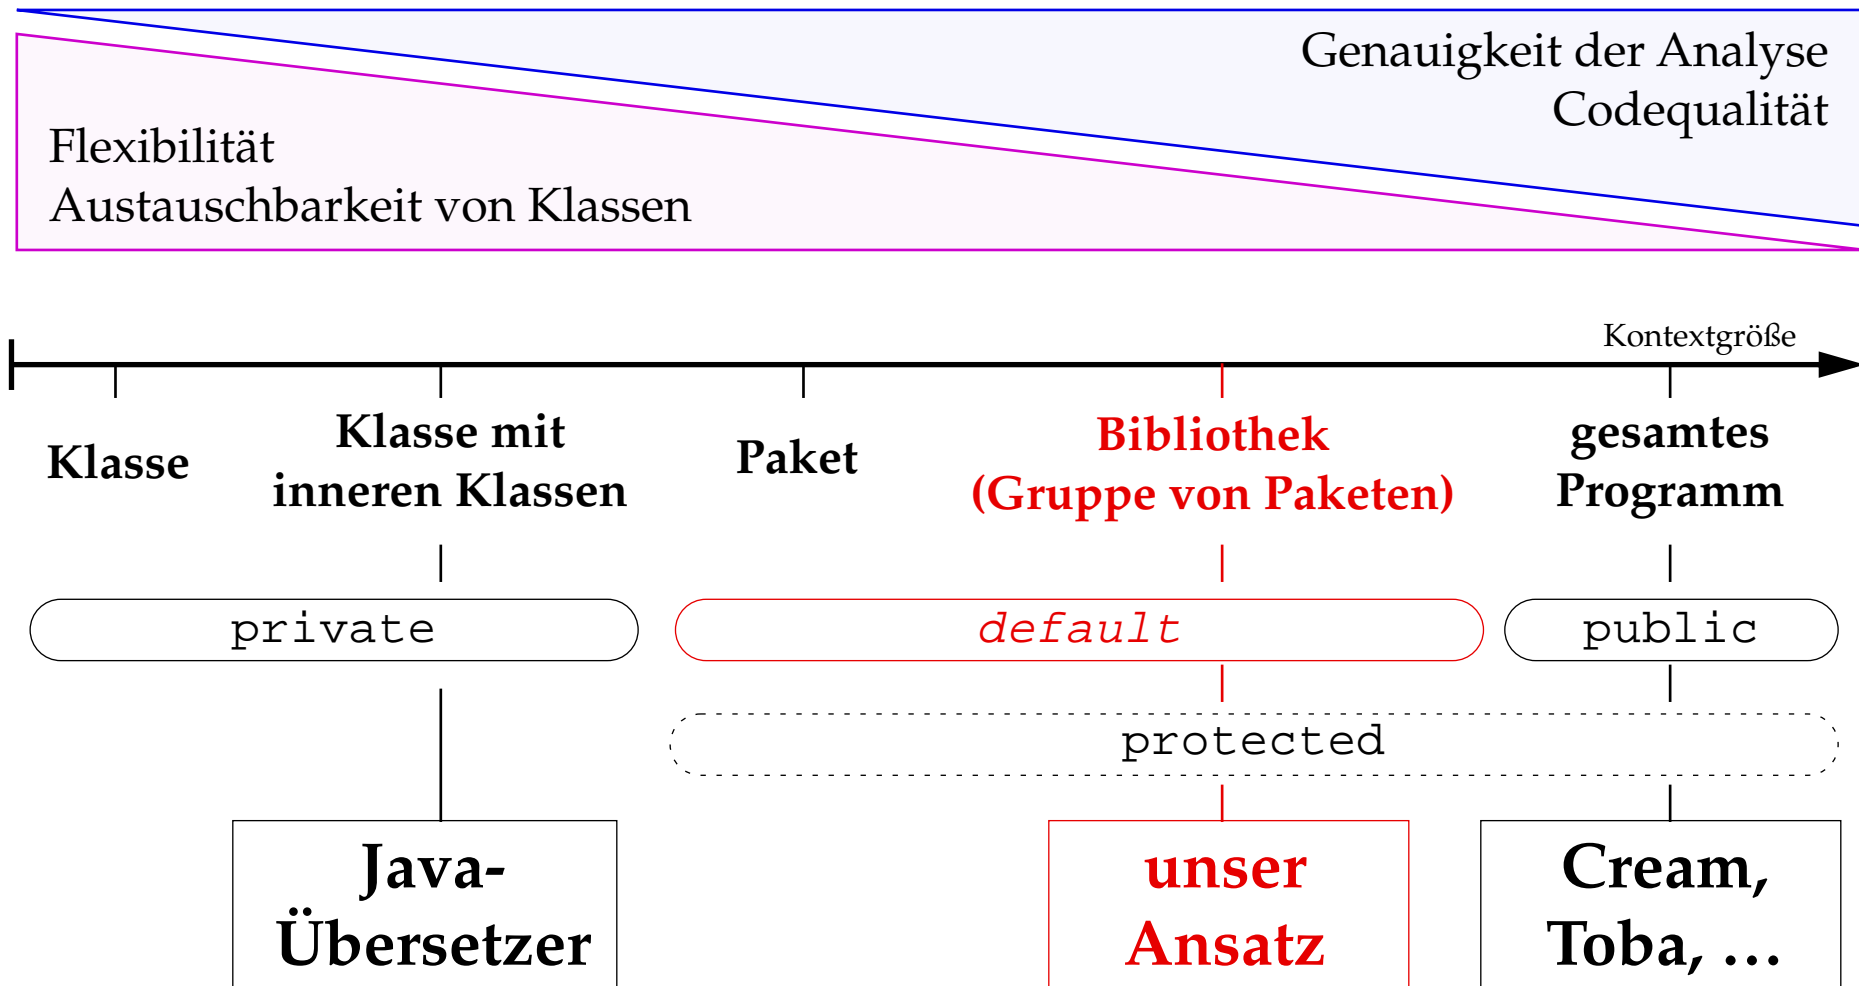 Genauigkeit der Analyse
Codequalität
Flexibilität
Austauschbarkeit von Klassen
Kontextgröße
Klasse
Klasse mit
inneren Klassen
Paket
Bibliothek
(Gruppe von Paketen)
gesamtes
Programm
private
default
public
protected
Java-
Übersetzer
unser
Ansatz
Cream,
Toba, …